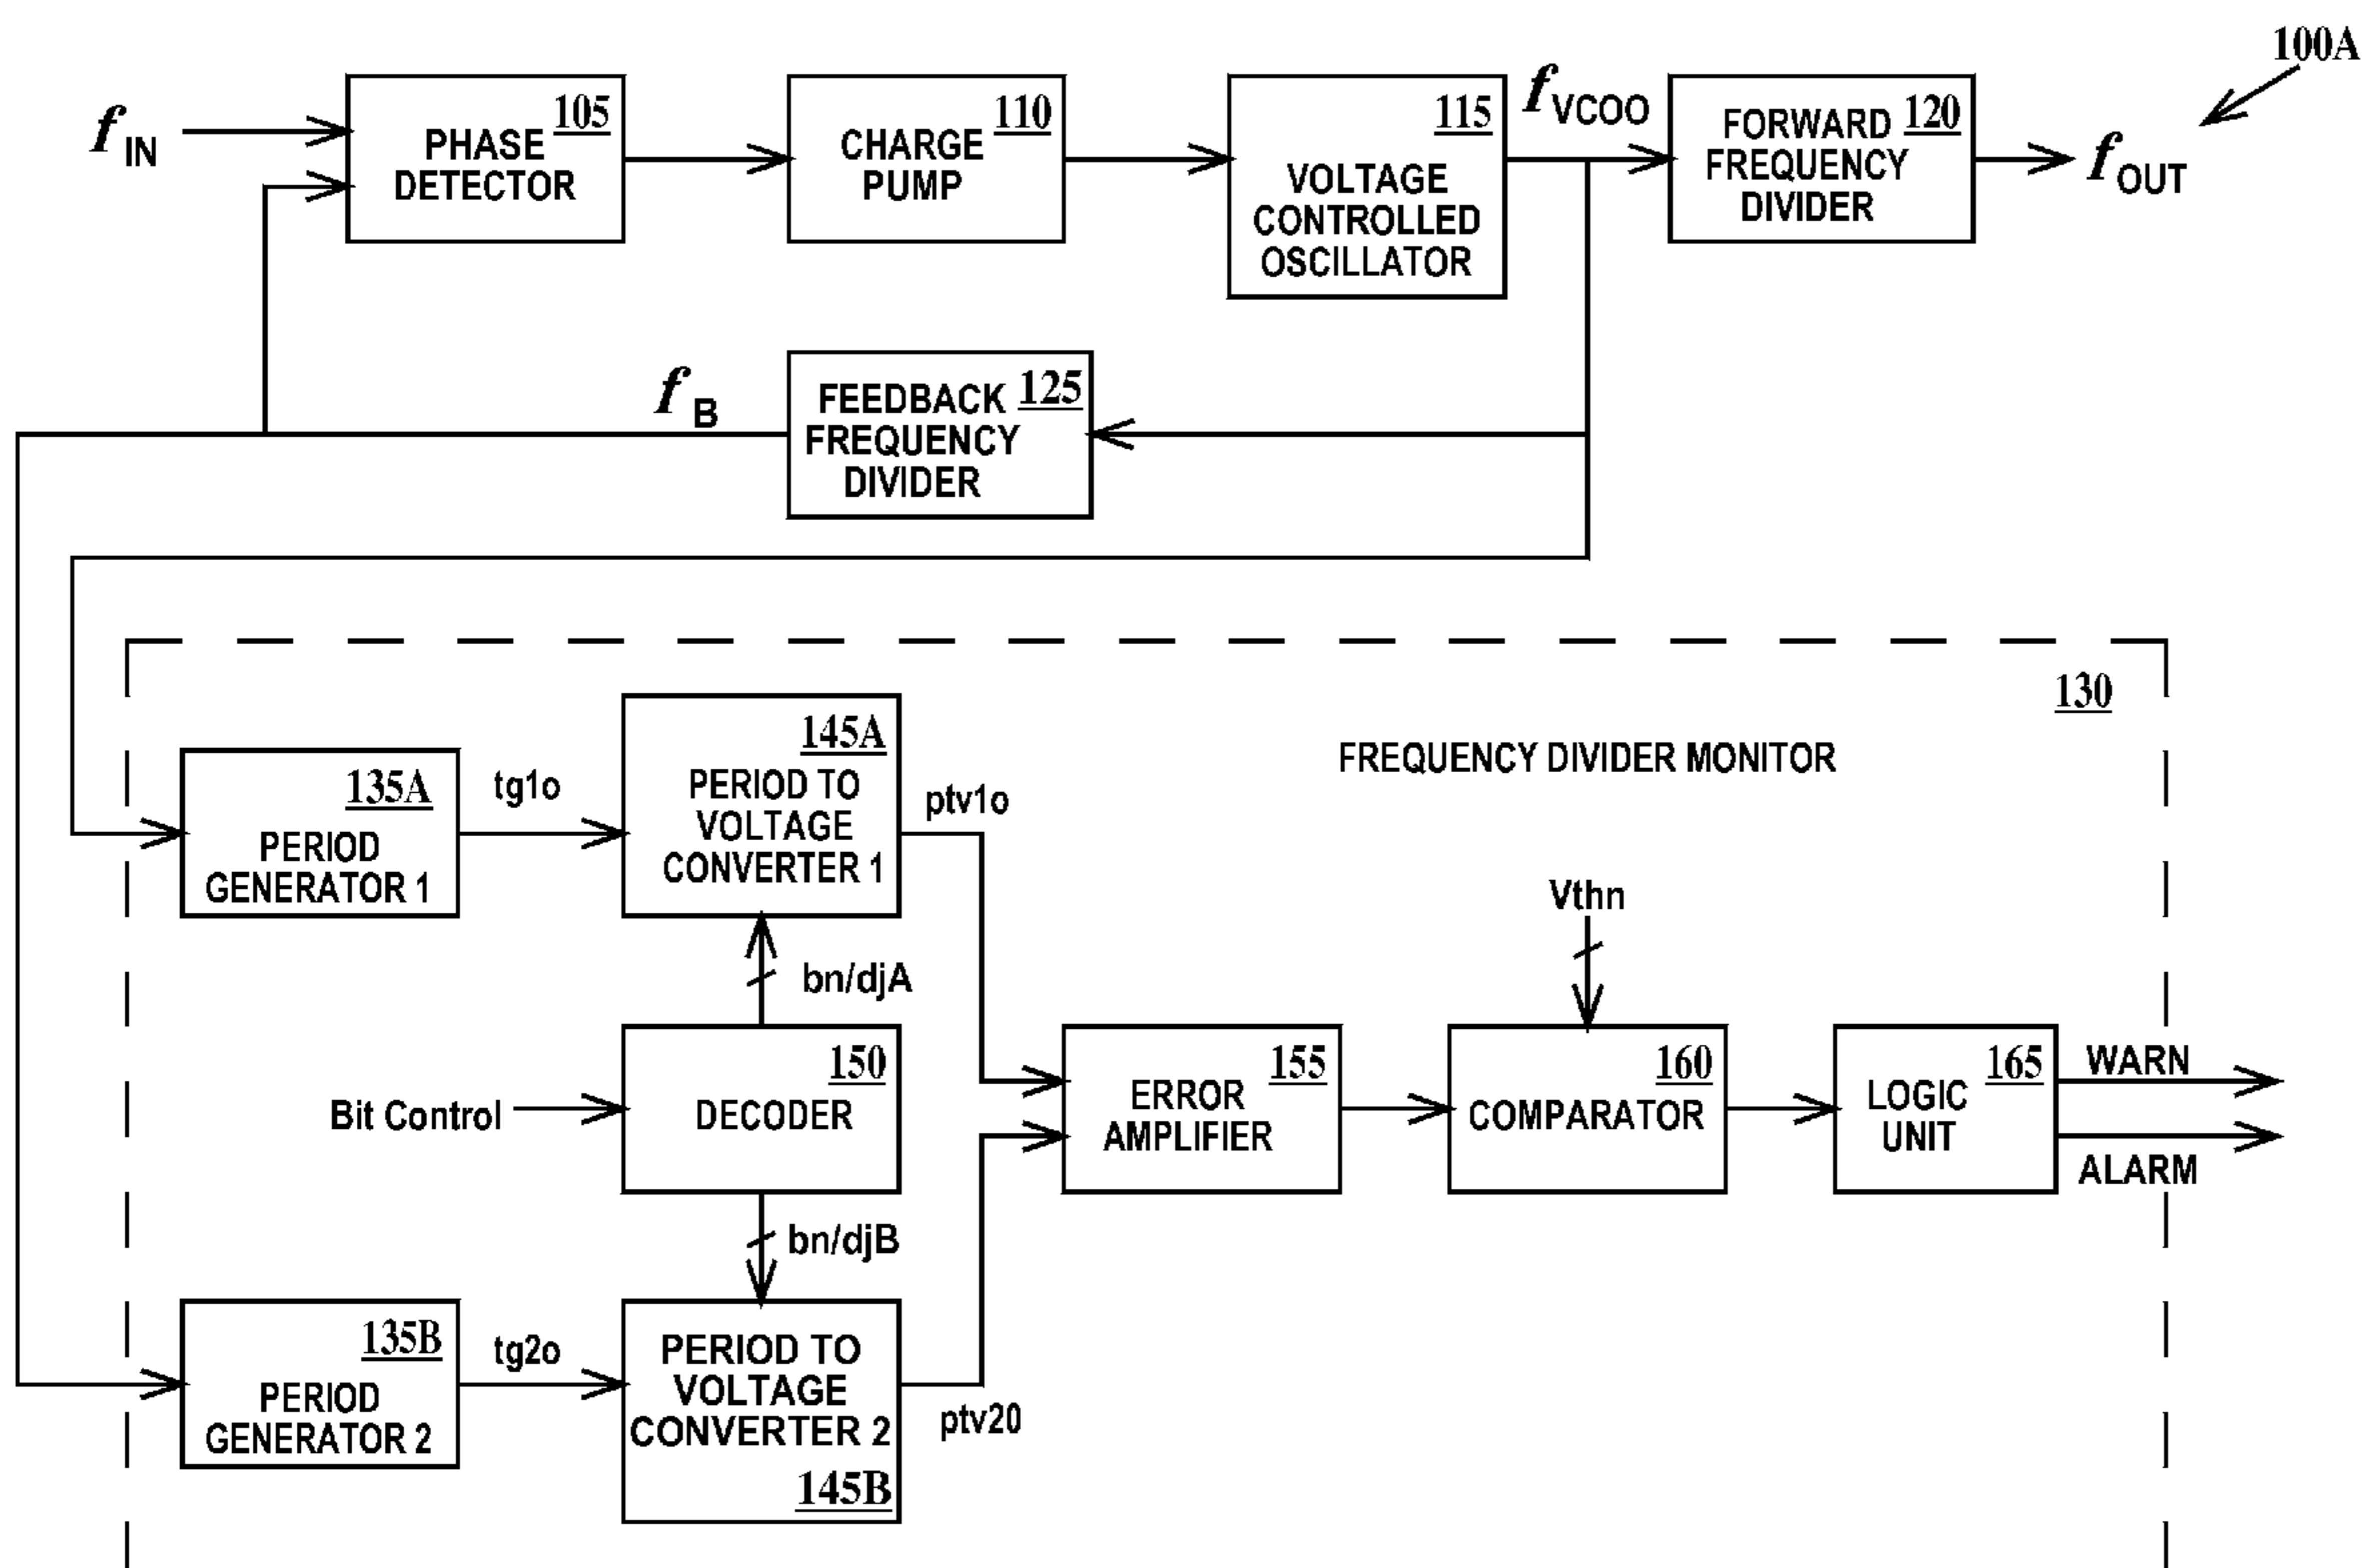 100A
f IN
105
PHASE
DETECTOR
110
CHARGE
PUMP
115
VOLTAGE
CONTROLLED
OSCILLATOR
f VCOO
FORWARD 120
FREQUENCY
DIVIDER
f OUT
f B
FEEDBACK 125
FREQUENCY
DIVIDER
130
FREQUENCY DIVIDER MONITOR
135A
PERIOD
GENERATOR 1
tg1o
145A
PERIOD TO
VOLTAGE
CONVERTER 1
ptv1o
bn/djA
Vthn
Bit Control
150
DECODER
155
ERROR
AMPLIFIER
160
COMPARATOR
165
LOGIC
UNIT
WARN
ALARM
bn/djB
135B
PERIOD
GENERATOR 2
tg2o
PERIOD TO
VOLTAGE
CONVERTER 2
145B
ptv20